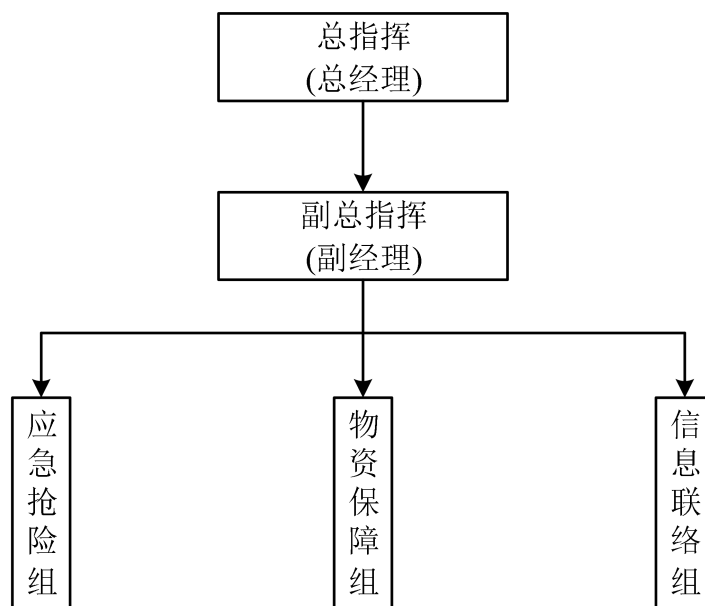 总指挥
(总经理)
副总指挥
(副经理)
应急抢险组
物资保障组
信息联络组